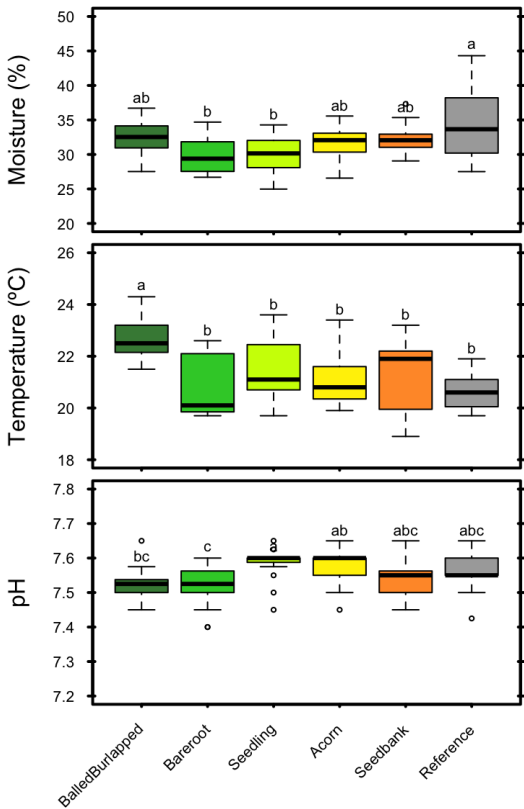 Moisture (%)
50
45
40
35
30
25
20
ab
b
b
ab
ab
a
Temperature (ºC)
26
24
22
20
18
a
b
b
b
b
b
pH
7.8
7.7
7.6
7.5
7.4
7.3
7.2
bc
c
a
ab
abc
abc
BalledBurlapped
Bareroot
Seedling
Acorn
Seedbank
Reference